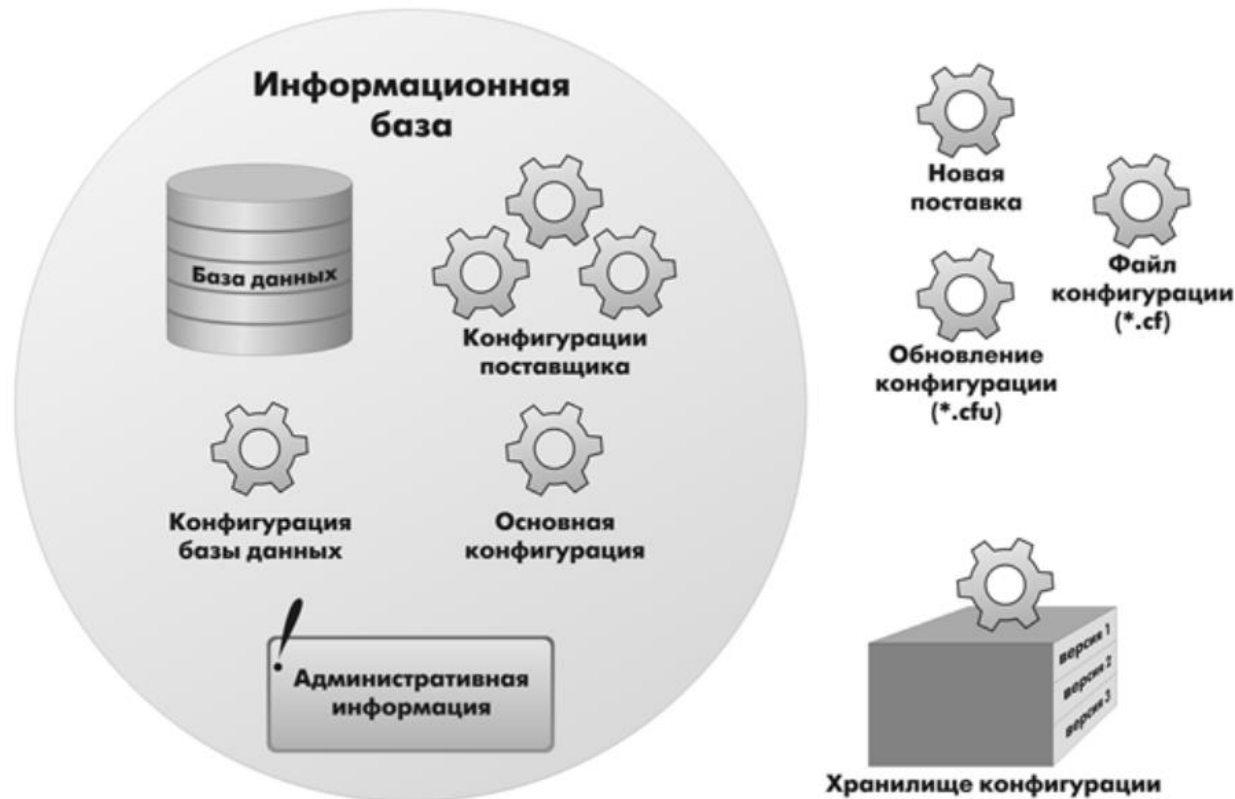 Информационная
база
База данных
Конфигурации
поставщика
Конфигурация
базы данных
Основная
конфигурация
Административная
информация
Новая
поставка
Файл
конфигурации
(*.cf)
Обновление
конфигурации
(*.cfu)
версия 1
версия 2
версия 3
Хранилище конфигурации